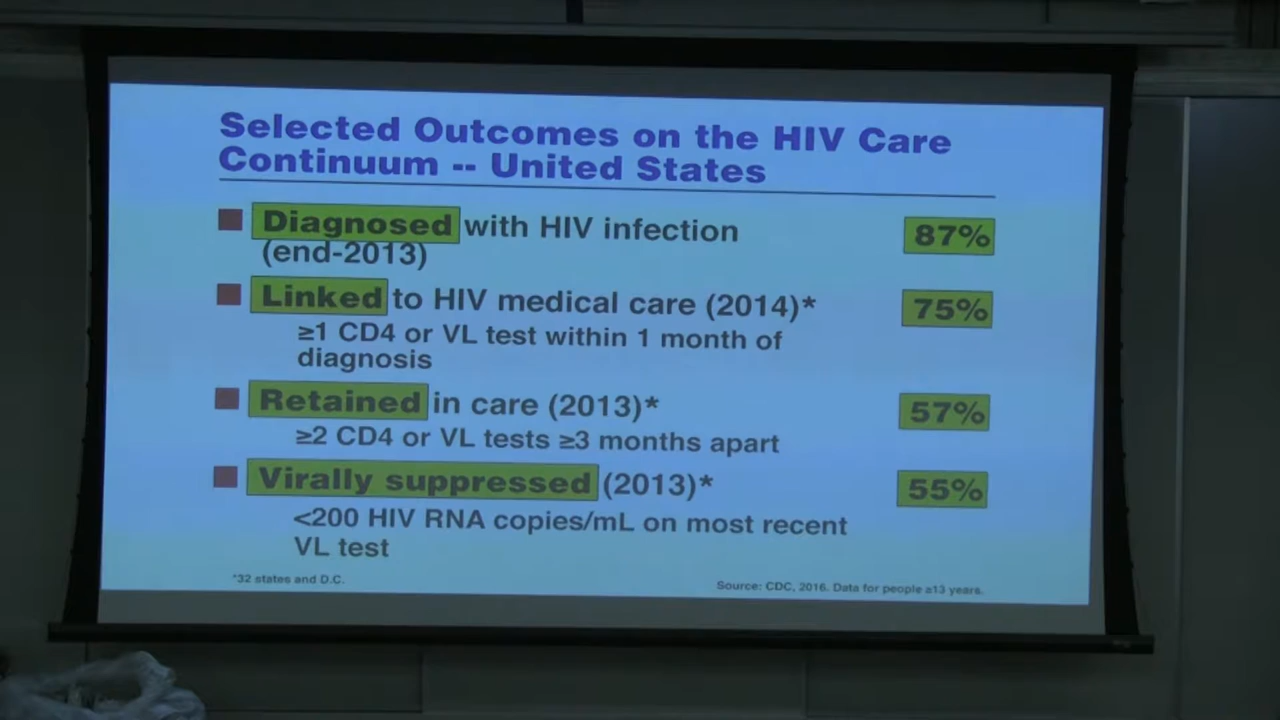 Selected Outcomes on the HIV Care
Continuum -- United States
Diagnosed with HIV infection 87%
(end-2013)
Linked to HIV medical care (2014)* 75%
≥1 CD4 or VL test within 1 month of
diagnosis
Retained in care (2013)* 57%
≥2 CD4 or VL tests ≥3 months apart
Virally suppressed (2013)* 55%
<200 HIV RNA copies/mL on most recent
VL test
*32 states and D.C.
Source: CDC, 2016. Data for people ≥13 years.